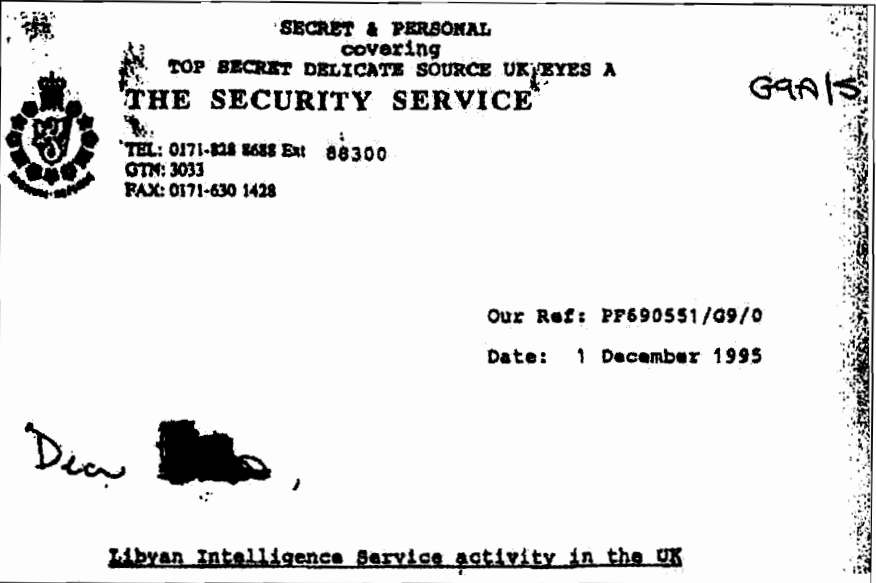 SECRET & PERSONAL
covering
TOP SECRET DELICATE SOURCE UK EYES A
THE SECURITY SERVICE
G9A/5
TEL: 0171-828 8688 Ext 88300
GTN: 3033
FAX: 0171-630 1428
Our Ref: PF690551/G9/0
Date: 1 December 1995
Dear ,
Libyan Intelligence Service activity in the UK